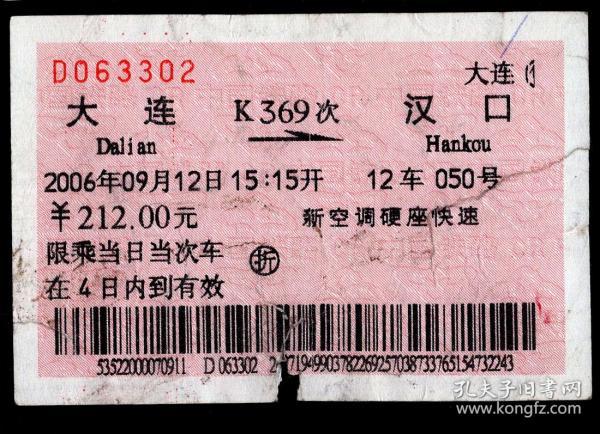 D063302
大连
大连 K369次 汉口
Dalian Hankou
2006年09月12日15:15开 12车 050号
￥212.00元 新空调硬座快速
限乘当日当次车
在4日内到有效
折
5352200007091​1 D063302
孔夫子旧书网
www.kongfz.com